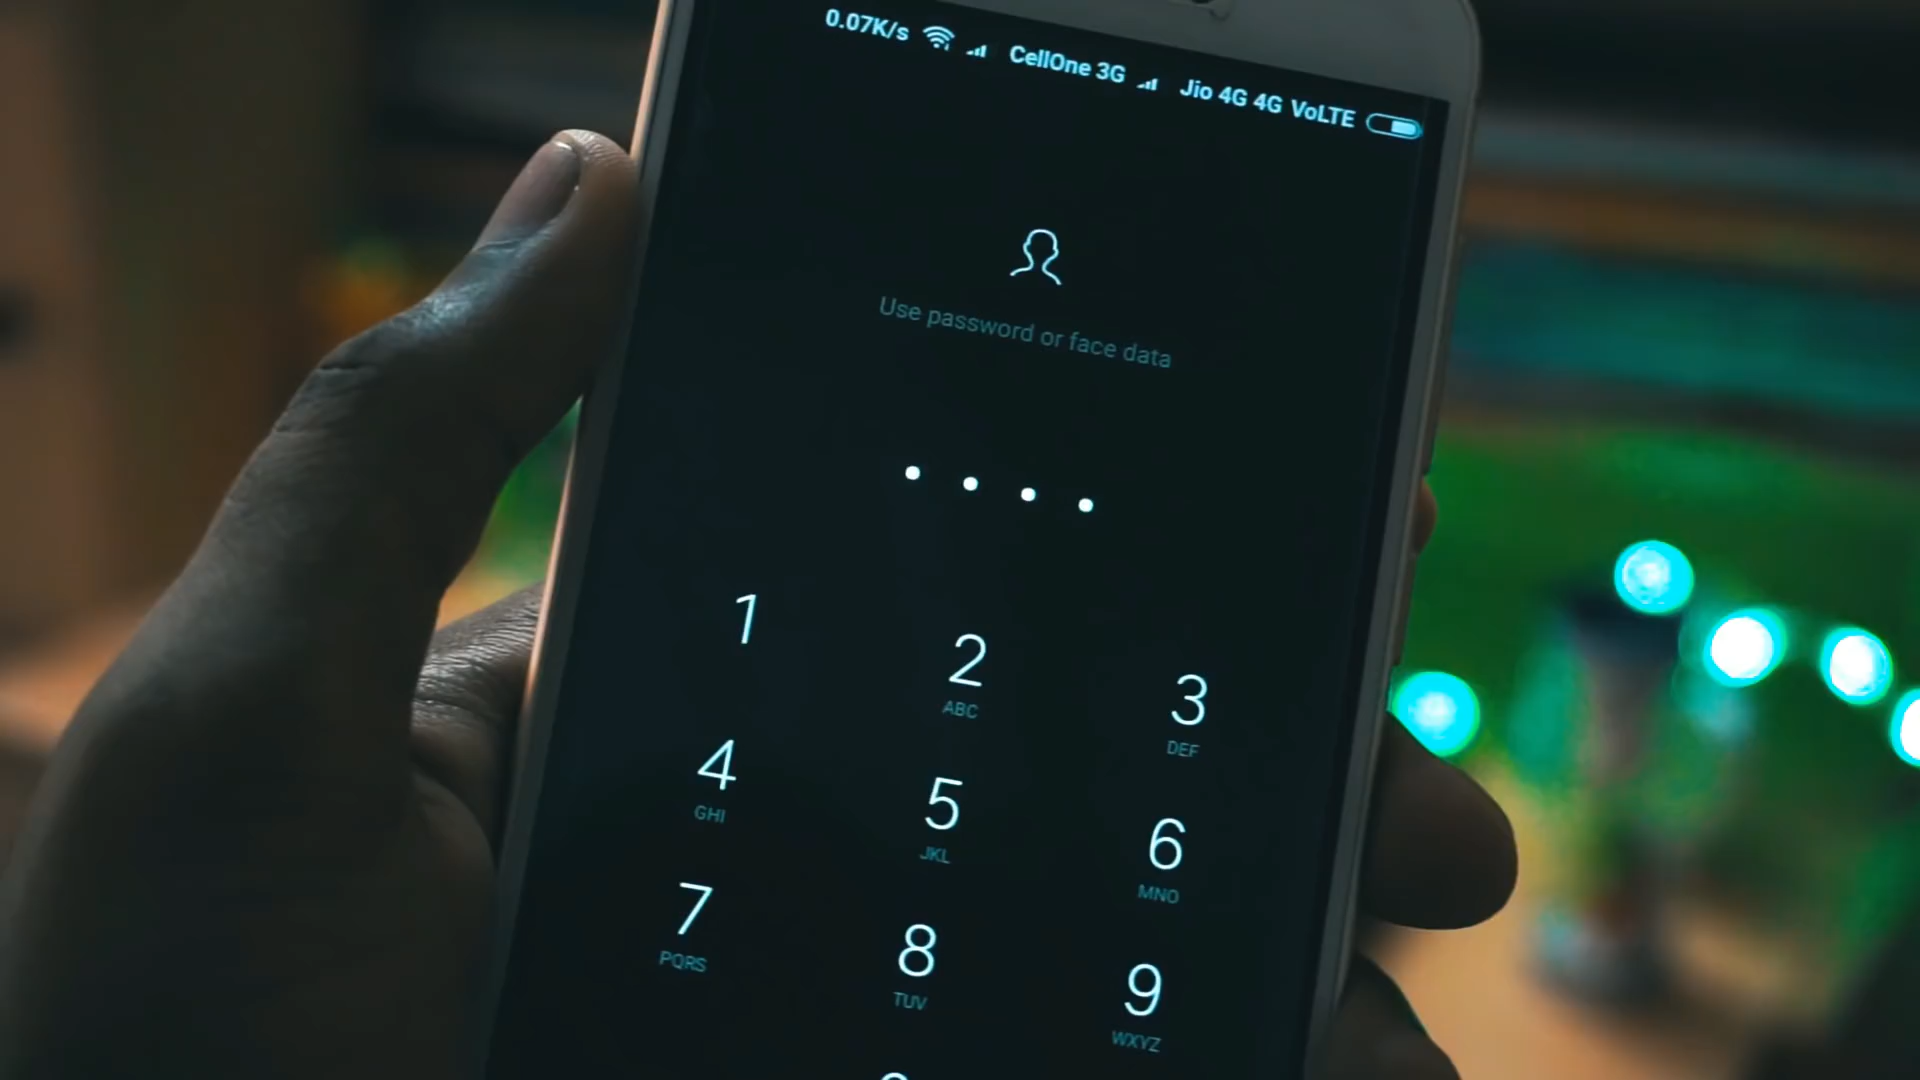 0.07K/s CellOne 3G Jio 4G 4G VoLTE
Use password or face data
1 2 3
ABC DEF
4 5 6
GHI JKL MNO
7 8 9
PQRS TUV WXYZ